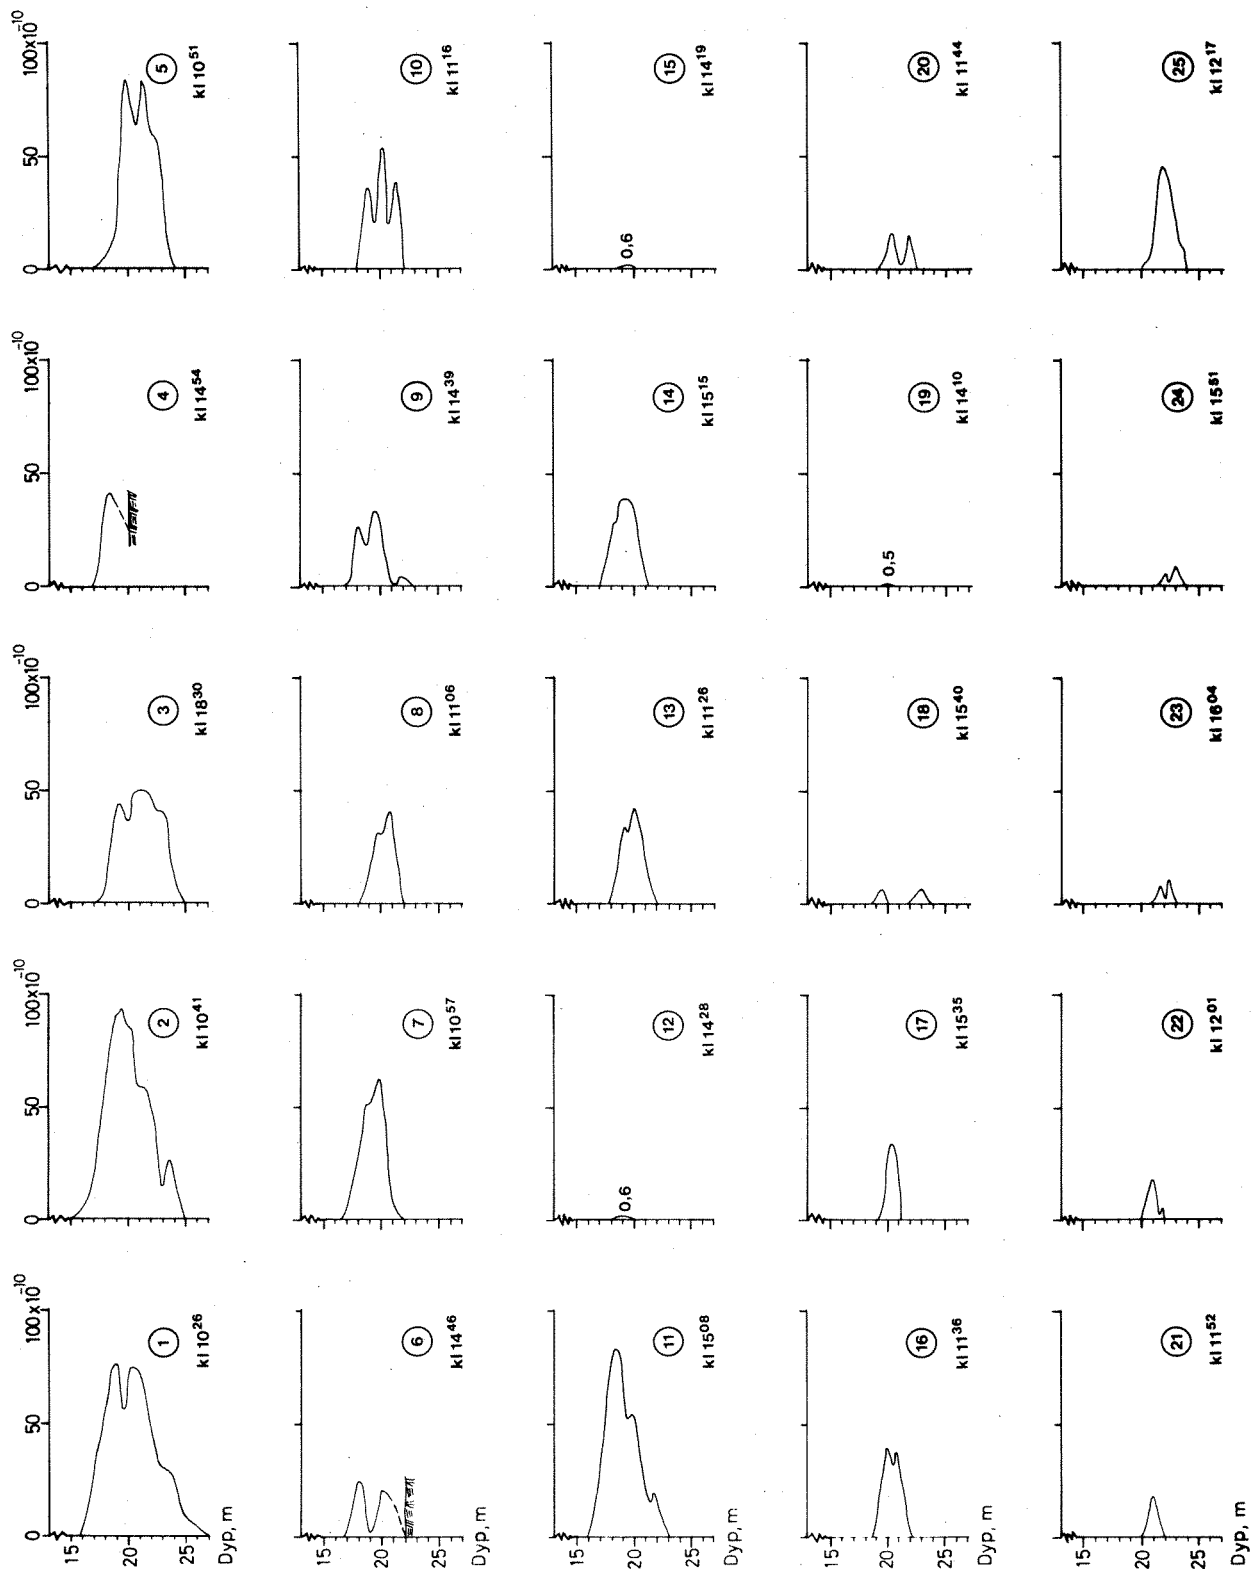 0 50 100x10⁻¹⁰ 0 50 100x10⁻¹⁰ 0 50 100x10⁻¹⁰ 0 50 100x10⁻¹⁰ 0 50 100x10⁻¹⁰
15
20
1 2 3 4 5
25
kl 10²⁶ kl 10⁴¹ kl 18³⁰ kl 14⁵⁴ kl 10⁵¹
Dyp, m
15
20
6 7 8 9 10
25
kl 14⁴⁶ kl 10⁵⁷ kl 11⁰⁶ kl 14³⁹ kl 11¹⁶
Dyp, m
15
0,6 0,6
20
11 12 13 14 15
25
kl 15⁰⁸ kl 14²⁸ kl 11²⁶ kl 15¹⁵ kl 14¹⁹
Dyp, m
15
0,5
20
16 17 18 19 20
25
kl 11³⁶ kl 15³⁵ kl 15⁴⁰ kl 14¹⁰ kl 11⁴⁴
Dyp, m
15
20
21 22 23 24 25
25
kl 11⁵² kl 12⁰¹ kl 16⁰⁴ kl 15⁵¹ kl 12¹⁷
Dyp, m